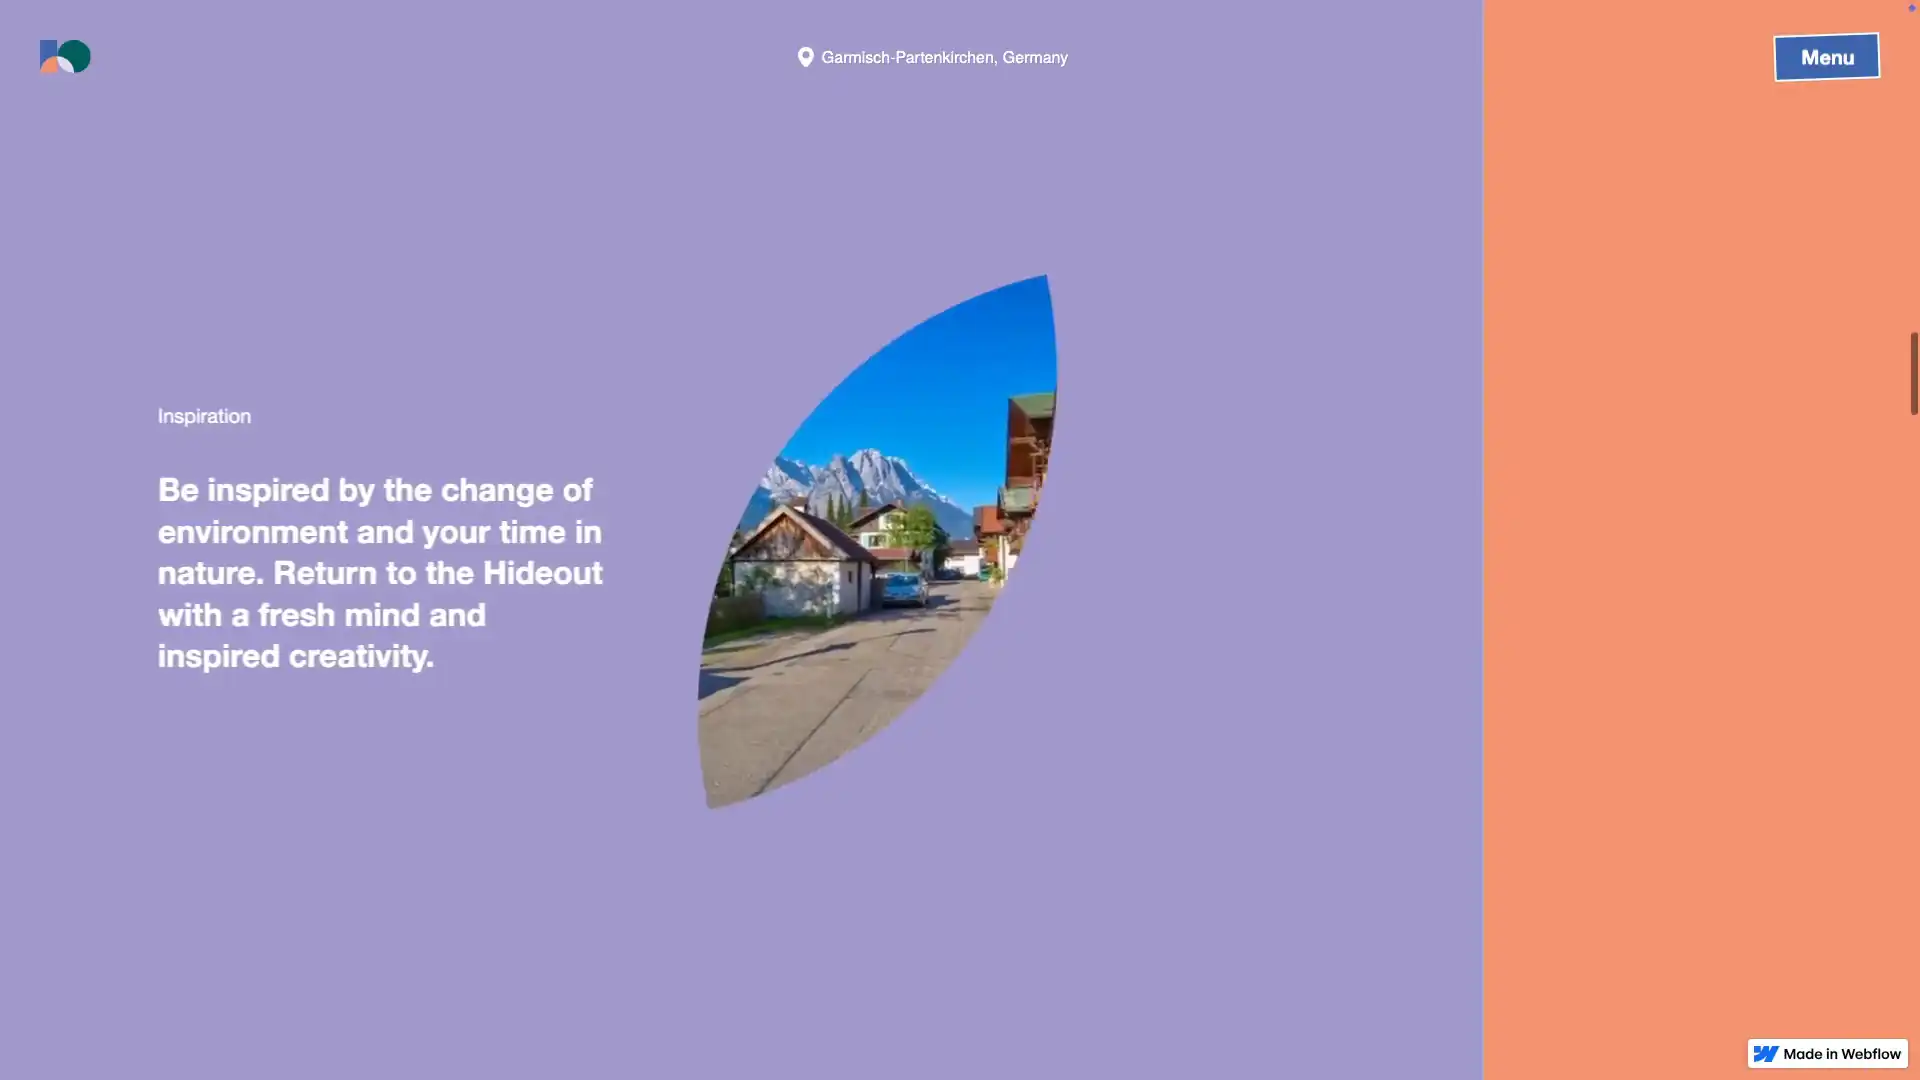 Garmisch-Partenkirchen, Germany
Menu
Inspiration
Be inspired by the change of
environment and your time in
nature. Return to the Hideout
with a fresh mind and
inspired creativity.
Made in Webflow